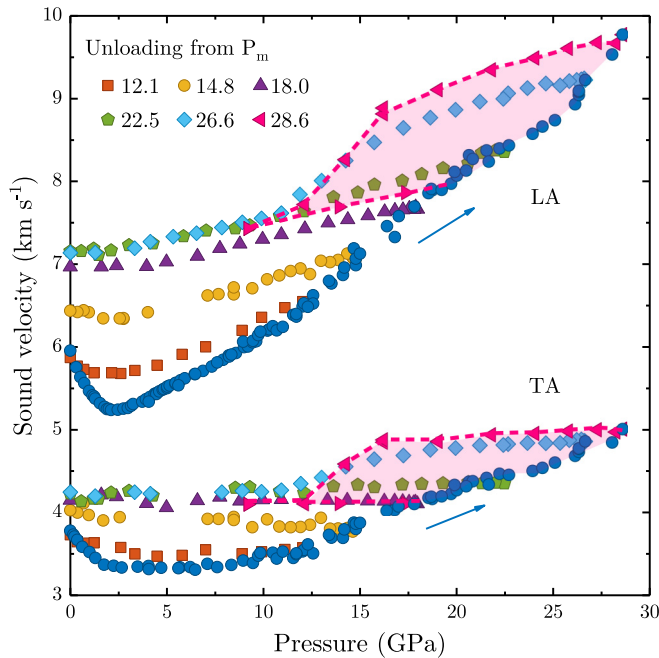 Unloading from Pm
12.1 14.8 18.0
22.5 26.6 28.6
LA
TA
Sound velocity (km s-1)
10
9
8
7
6
5
4
3
0 5 10 15 20 25 30
Pressure (GPa)